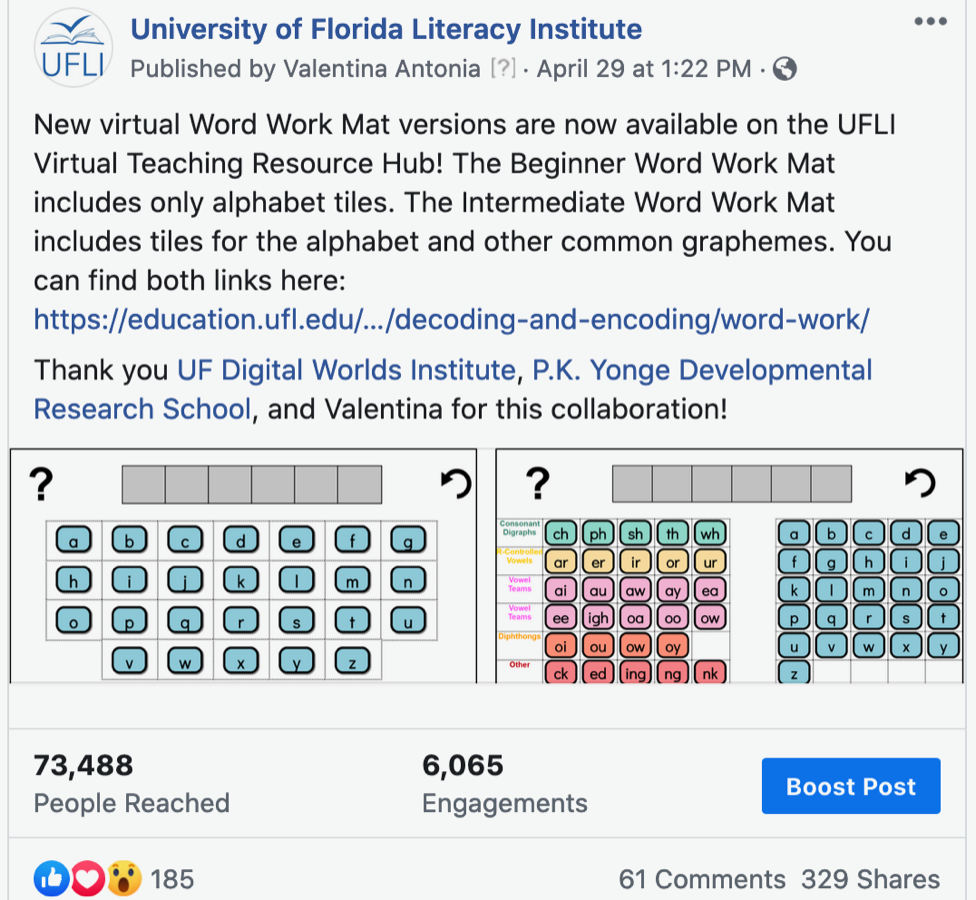 University of Florida Literacy Institute
UFLI
Published by Valentina Antonia [?] · April 29 at 1:22 PM ·
New virtual Word Work Mat versions are now available on the UFLI
Virtual Teaching Resource Hub! The Beginner Word Work Mat
includes only alphabet tiles. The Intermediate Word Work Mat
includes tiles for the alphabet and other common graphemes. You
can find both links here:
https://education.ufl.edu/.../decoding-and-encoding/word-work/
Thank you UF Digital Worlds Institute, P.K. Yonge Developmental
Research School, and Valentina for this collaboration!
?
a b c d e f g
h i j k l m n
o p q r s t u
v w x y z
?
Consonant
Digraphs
ch ph sh th wh
R-Controlled
Vowels
ar er ir or ur
Vowel
Teams
ai au aw ay ea
Vowel
Teams
ee igh oa oo ow
Diphthongs
oi ou ow oy
Other
ck ed ing ng nk
a b c d e
f g h i j
k l m n o
p q r s t
u v w x y
z
73,488
People Reached
6,065
Engagements
Boost Post
185
61 Comments 329 Shares